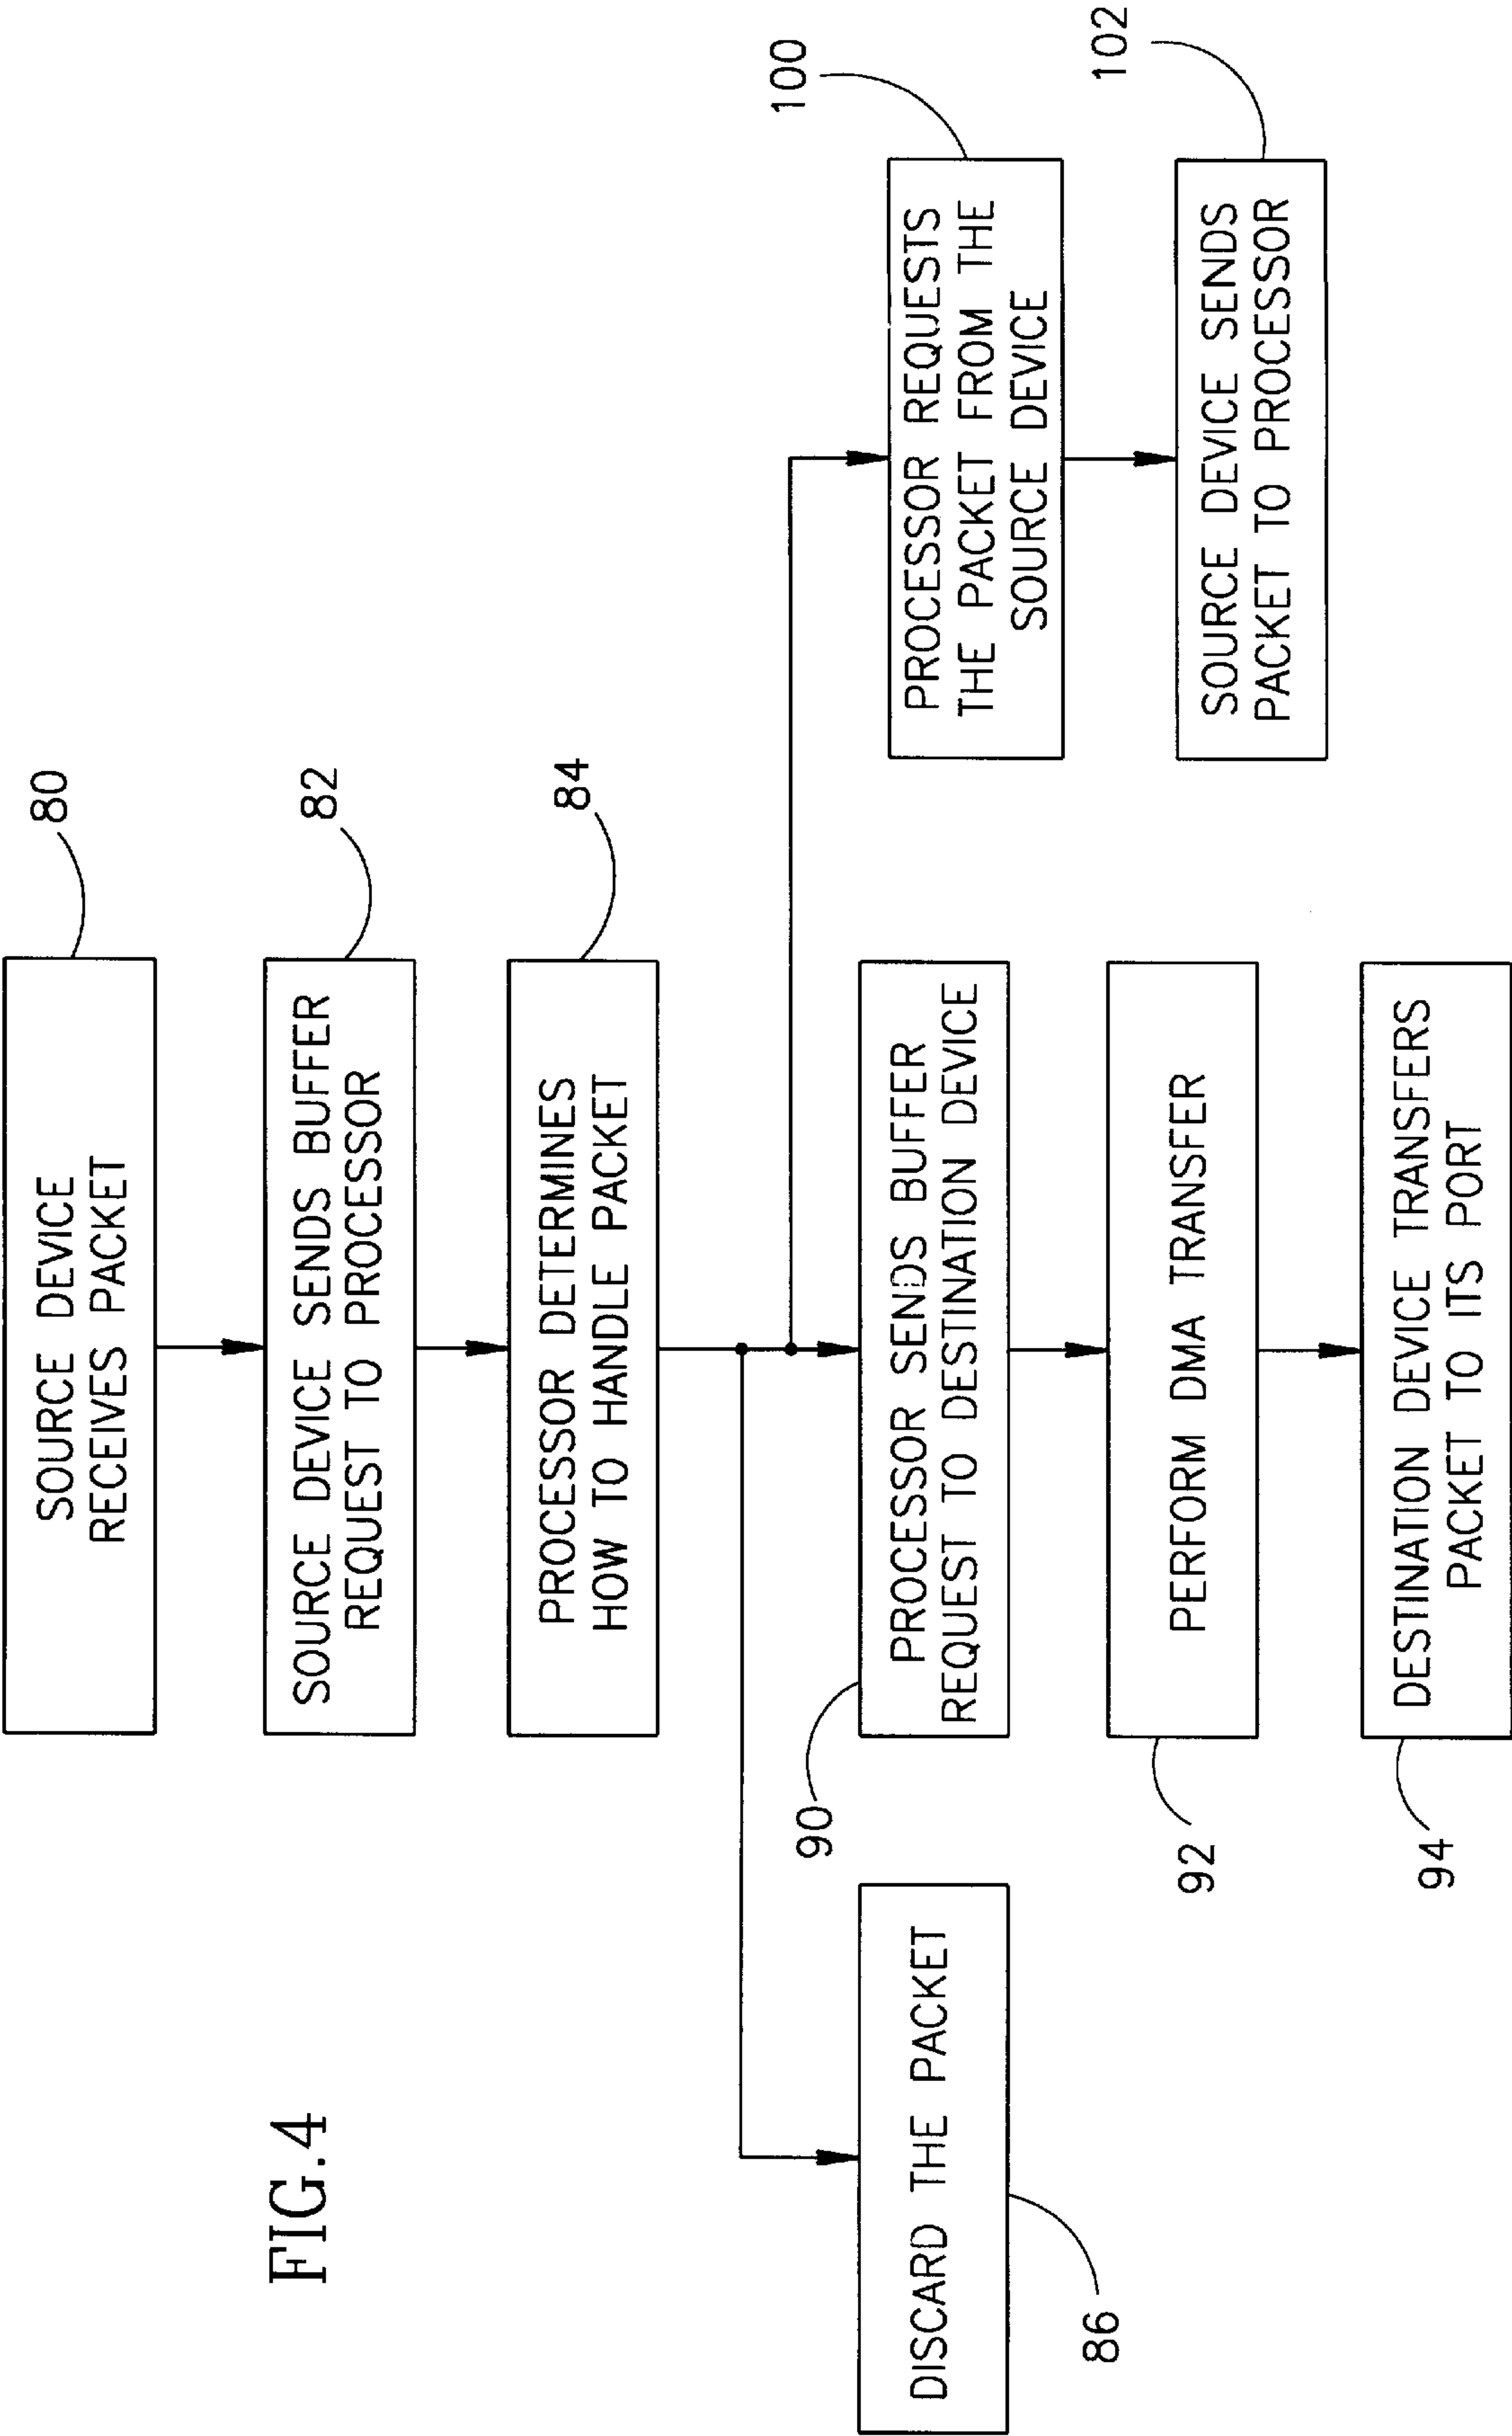 FIG.4
SOURCE DEVICE
RECEIVES PACKET
80
SOURCE DEVICE SENDS BUFFER
REQUEST TO PROCESSOR
82
PROCESSOR DETERMINES
HOW TO HANDLE PACKET
84
DISCARD THE PACKET
86
PROCESSOR SENDS BUFFER
REQUEST TO DESTINATION DEVICE
90
PERFORM DMA TRANSFER
92
DESTINATION DEVICE TRANSFERS
PACKET TO ITS PORT
94
PROCESSOR REQUESTS
THE PACKET FROM THE
SOURCE DEVICE
100
SOURCE DEVICE SENDS
PACKET TO PROCESSOR
102